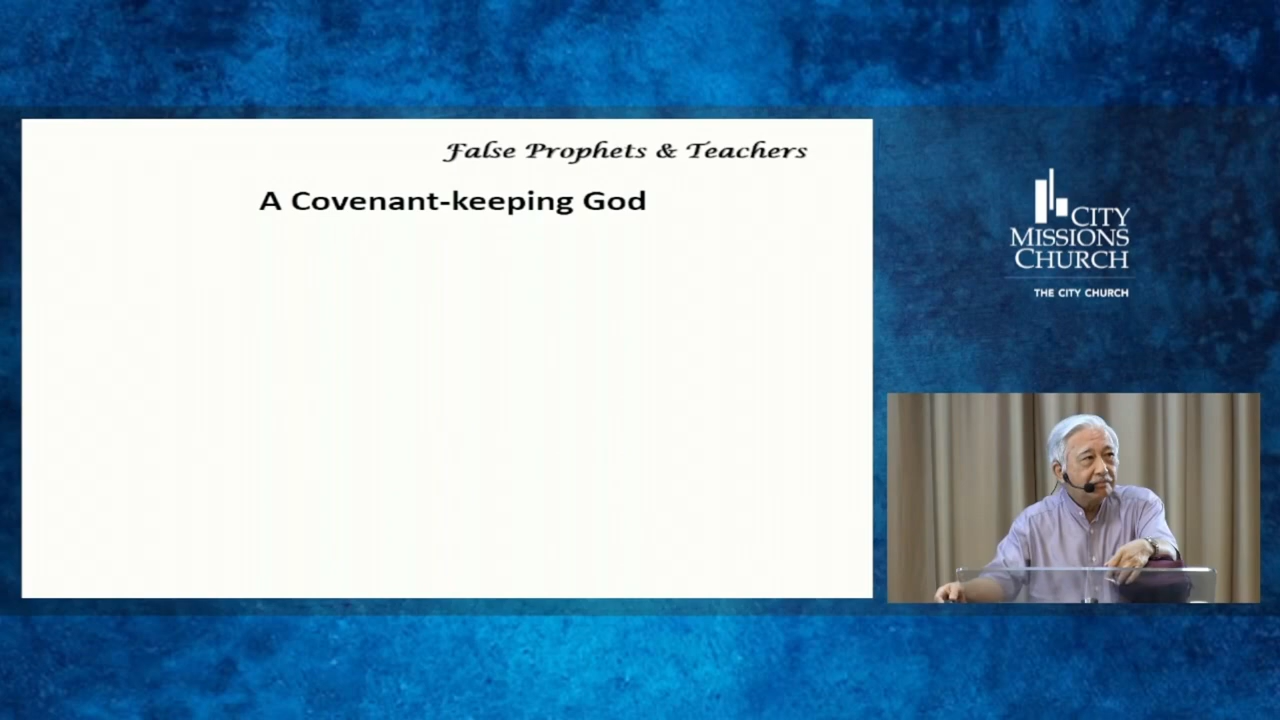 False Prophets & Teachers
A Covenant-keeping God
CITY
MISSIONS
CHURCH
THE CITY CHURCH